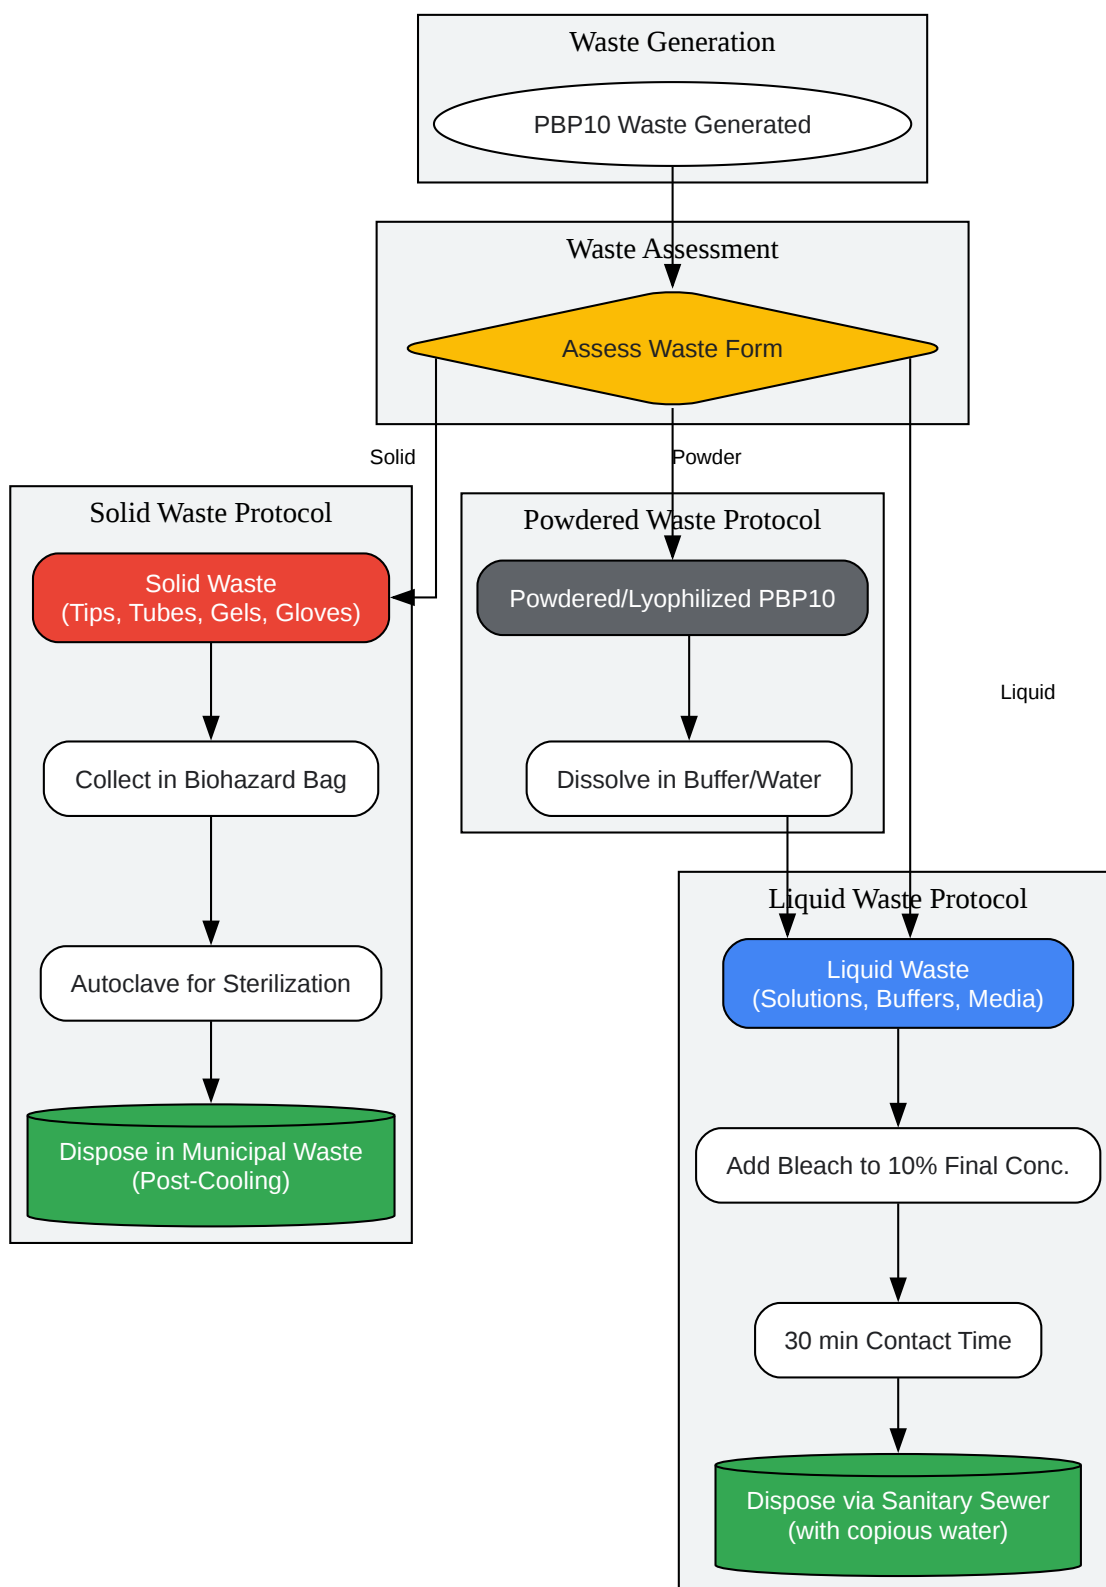 Waste Generation
PBP10 Waste Generated
Waste Assessment
Assess Waste Form
Solid
Powder
Liquid
Solid Waste Protocol
Solid Waste
(Tips, Tubes, Gels, Gloves)
Collect in Biohazard Bag
Autoclave for Sterilization
Dispose in Municipal Waste
(Post-Cooling)
Powdered Waste Protocol
Powdered/Lyophilized PBP10
Dissolve in Buffer/Water
Liquid Waste Protocol
Liquid Waste
(Solutions, Buffers, Media)
Add Bleach to 10% Final Conc.
30 min Contact Time
Dispose via Sanitary Sewer
(with copious water)